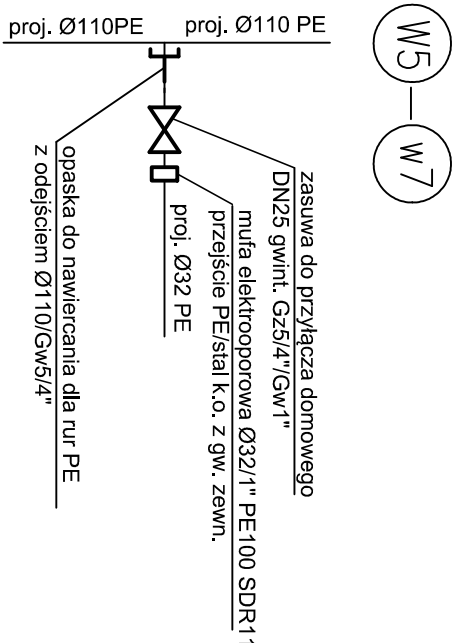 W5
W7
proj. Ø110PE
proj. Ø110 PE
zasuwa do przyłącza domowego
DN25 gwint. Gz5/4"/Gw1"
mufa elektrooporowa Ø32/1" PE100 SDR11
przejście PE/stal k.o. z gw. zewn.
proj. Ø32 PE
opaska do nawiercania dla rur PE
z odejściem Ø110/Gw5/4"